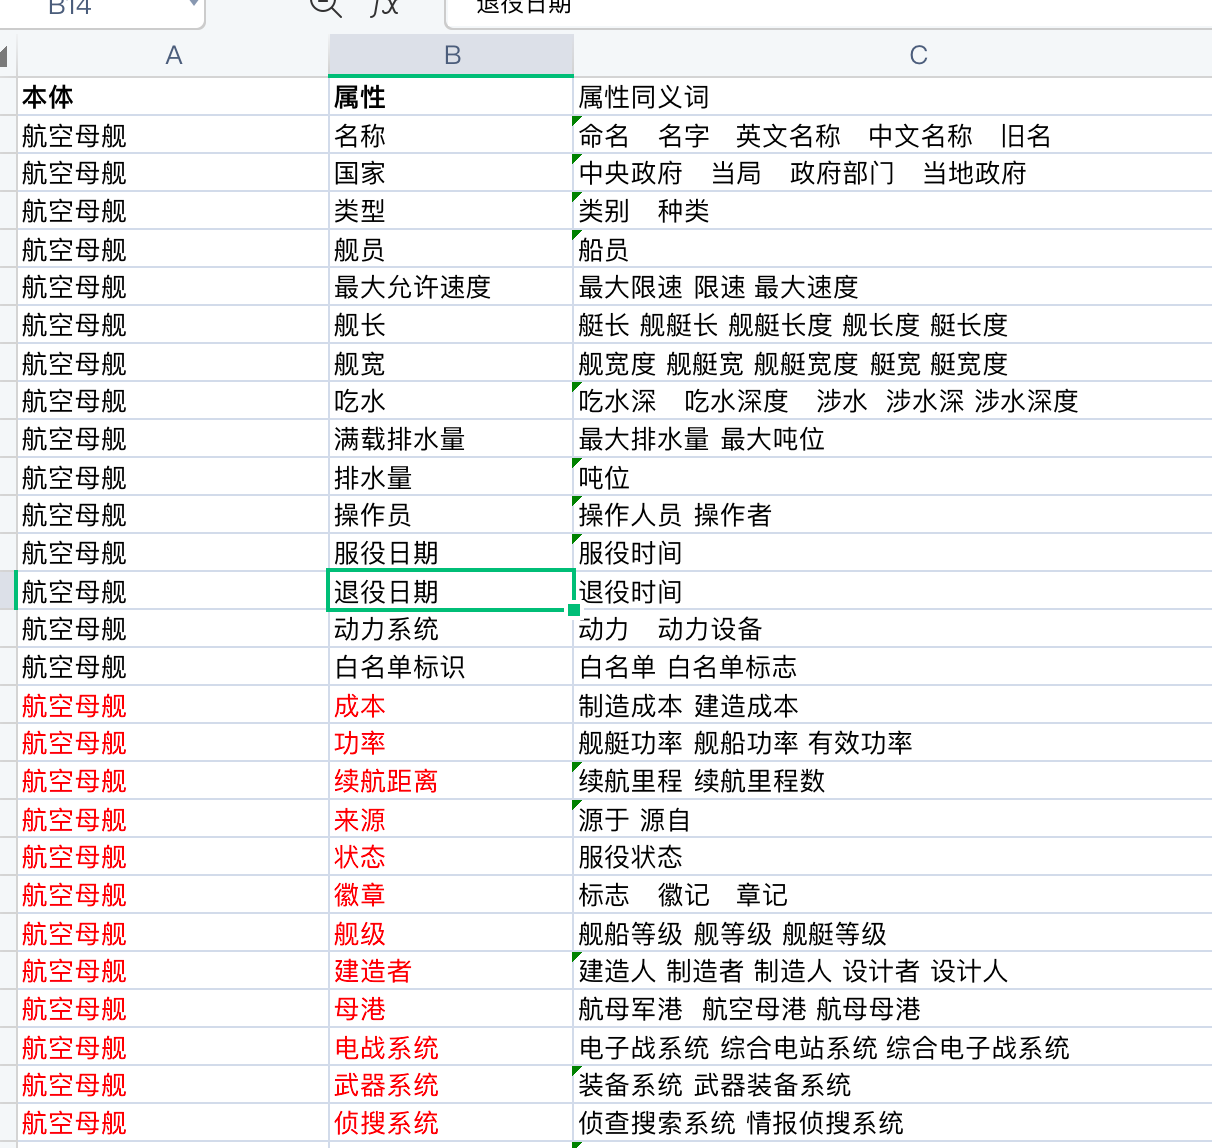 B14 fx 退役日期
A B C
本体 属性 属性同义词
航空母舰 名称 命名 名字 英文名称 中文名称 旧名
航空母舰 国家 中央政府 当局 政府部门 当地政府
航空母舰 类型 类别 种类
航空母舰 舰员 船员
航空母舰 最大允许速度 最大限速 限速 最大速度
航空母舰 舰长 艇长 舰艇长 舰艇长度 舰长度 艇长度
航空母舰 舰宽 舰宽度 舰艇宽 舰艇宽度 艇宽 艇宽度
航空母舰 吃水 吃水深 吃水深度 涉水 涉水深 涉水深度
航空母舰 满载排水量 最大排水量 最大吨位
航空母舰 排水量 吨位
航空母舰 操作员 操作人员 操作者
航空母舰 服役日期 服役时间
航空母舰 退役日期 退役时间
航空母舰 动力系统 动力 动力设备
航空母舰 白名单标识 白名单 白名单标志
航空母舰 成本 制造成本 建造成本
航空母舰 功率 舰艇功率 舰船功率 有效功率
航空母舰 续航距离 续航里程 续航里程数
航空母舰 来源 源于 源自
航空母舰 状态 服役状态
航空母舰 徽章 标志 徽记 章记
航空母舰 舰级 舰船等级 舰等级 舰艇等级
航空母舰 建造者 建造人 制造者 制造人 设计者 设计人
航空母舰 母港 航母军港 航空母港 航母母港
航空母舰 电战系统 电子战系统 综合电站系统 综合电子战系统
航空母舰 武器系统 装备系统 武器装备系统
航空母舰 侦搜系统 侦查搜索系统 情报侦搜系统